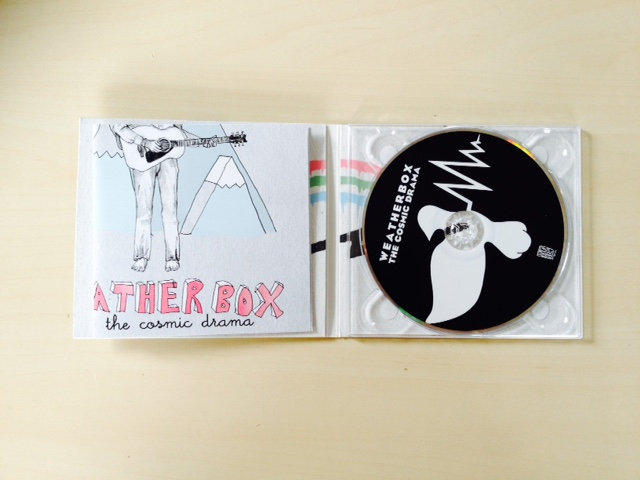 ATHER BOX
the cosmic drama
WEATHERBOX
THE COSMIC DRAMA